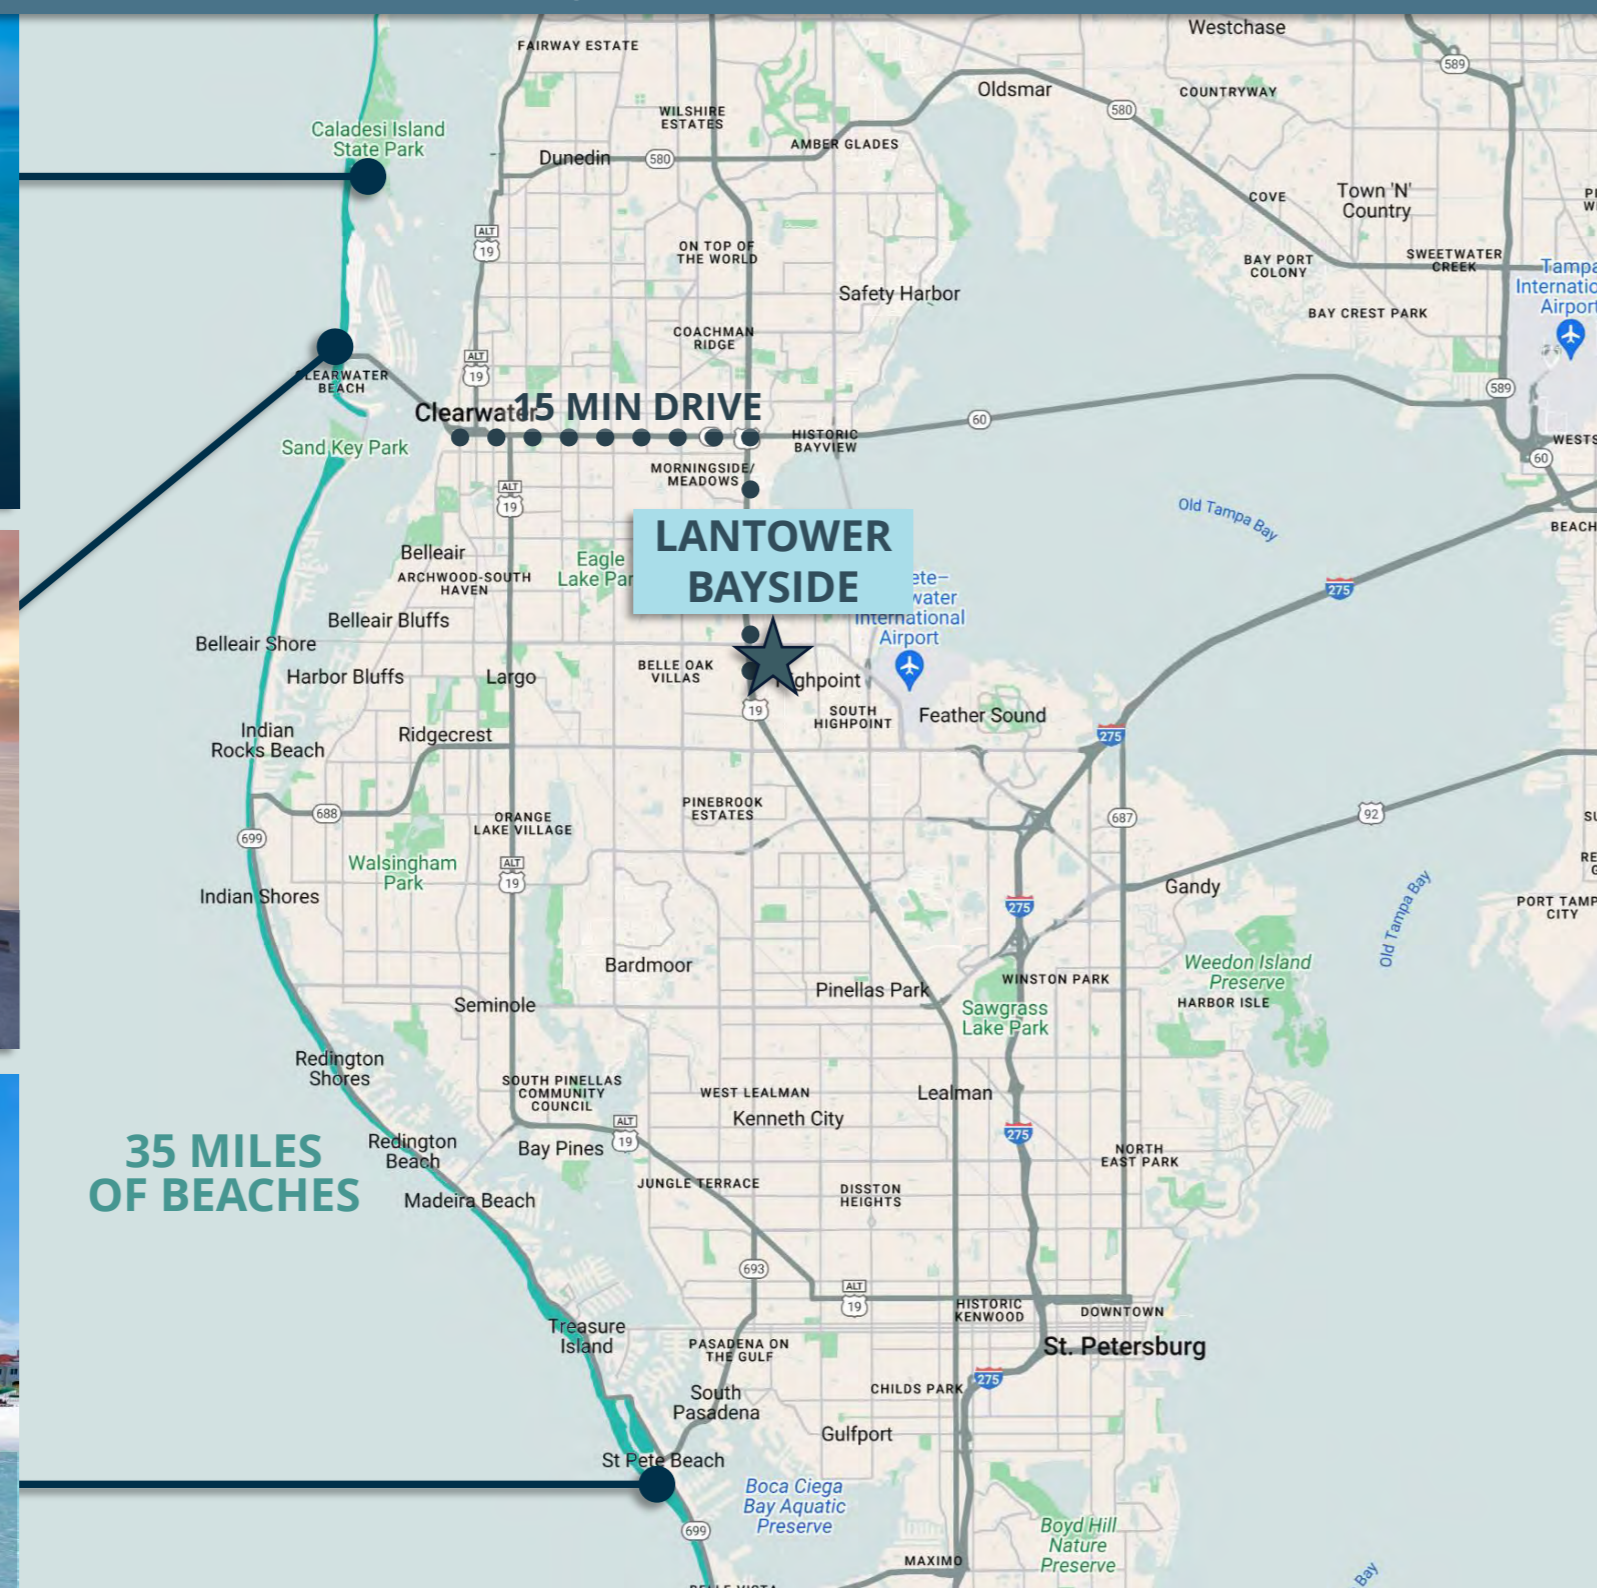 Westchase
FAIRWAY ESTATE
589
Oldsmar
COUNTRYWAY
580
WILSHIRE
ESTATES
Caladesi Island
State Park
AMBER GLADES
Dunedin
580
COVE
Town 'N'
Country
ALT
19
ON TOP OF
THE WORLD
BAY PORT
COLONY
SWEETWATER
CREEK
Safety Harbor
BAY CREST PARK
COACHMAN
RIDGE
ALT
19
CLEARWATER
BEACH
589
Clearwater
15 MIN DRIVE
60
HISTORIC
BAYVIEW
Sand Key Park
60
MORNINGSIDE/
MEADOWS
ALT
19
Old Tampa Bay
LANTOWER
BAYSIDE
Belleair
ARCHWOOD-SOUTH
HAVEN
Eagle
Lake Par
International
Airport
275
Belleair Bluffs
Belleair Shore
Harbor Bluffs
Largo
BELLE OAK
VILLAS
ghpoint
19
SOUTH
HIGHPOINT
Feather Sound
275
Indian
Rocks Beach
Ridgecrest
PINEBROOK
ESTATES
688
ORANGE
LAKE VILLAGE
687
92
699
Walsingham
Park
ALT
19
Indian Shores
275
Gandy
PORT TAMP
CITY
Old Tampa Bay
Bardmoor
Weedon Island
Preserve
HARBOR ISLE
WINSTON PARK
Pinellas Park
Sawgrass
Lake Park
Seminole
Redington
Shores
SOUTH PINELLAS
COMMUNITY
COUNCIL
WEST LEALMAN
Lealman
Kenneth City
35 MILES
OF BEACHES
Redington
Beach
Bay Pines
ALT
19
275
NORTH
EAST PARK
Madeira Beach
JUNGLE TERRACE
DISSTON
HEIGHTS
693
ALT
19
HISTORIC
KENWOOD
DOWNTOWN
Treasure
Island
PASADENA ON
THE GULF
St. Petersburg
275
CHILDS PARK
South
Pasadena
Gulfport
St Pete Beach
Boca Ciega
Bay Aquatic
Preserve
699
Boyd Hill
Nature
Preserve
MAXIMO
Bay
Tampa
Internatio
Airport